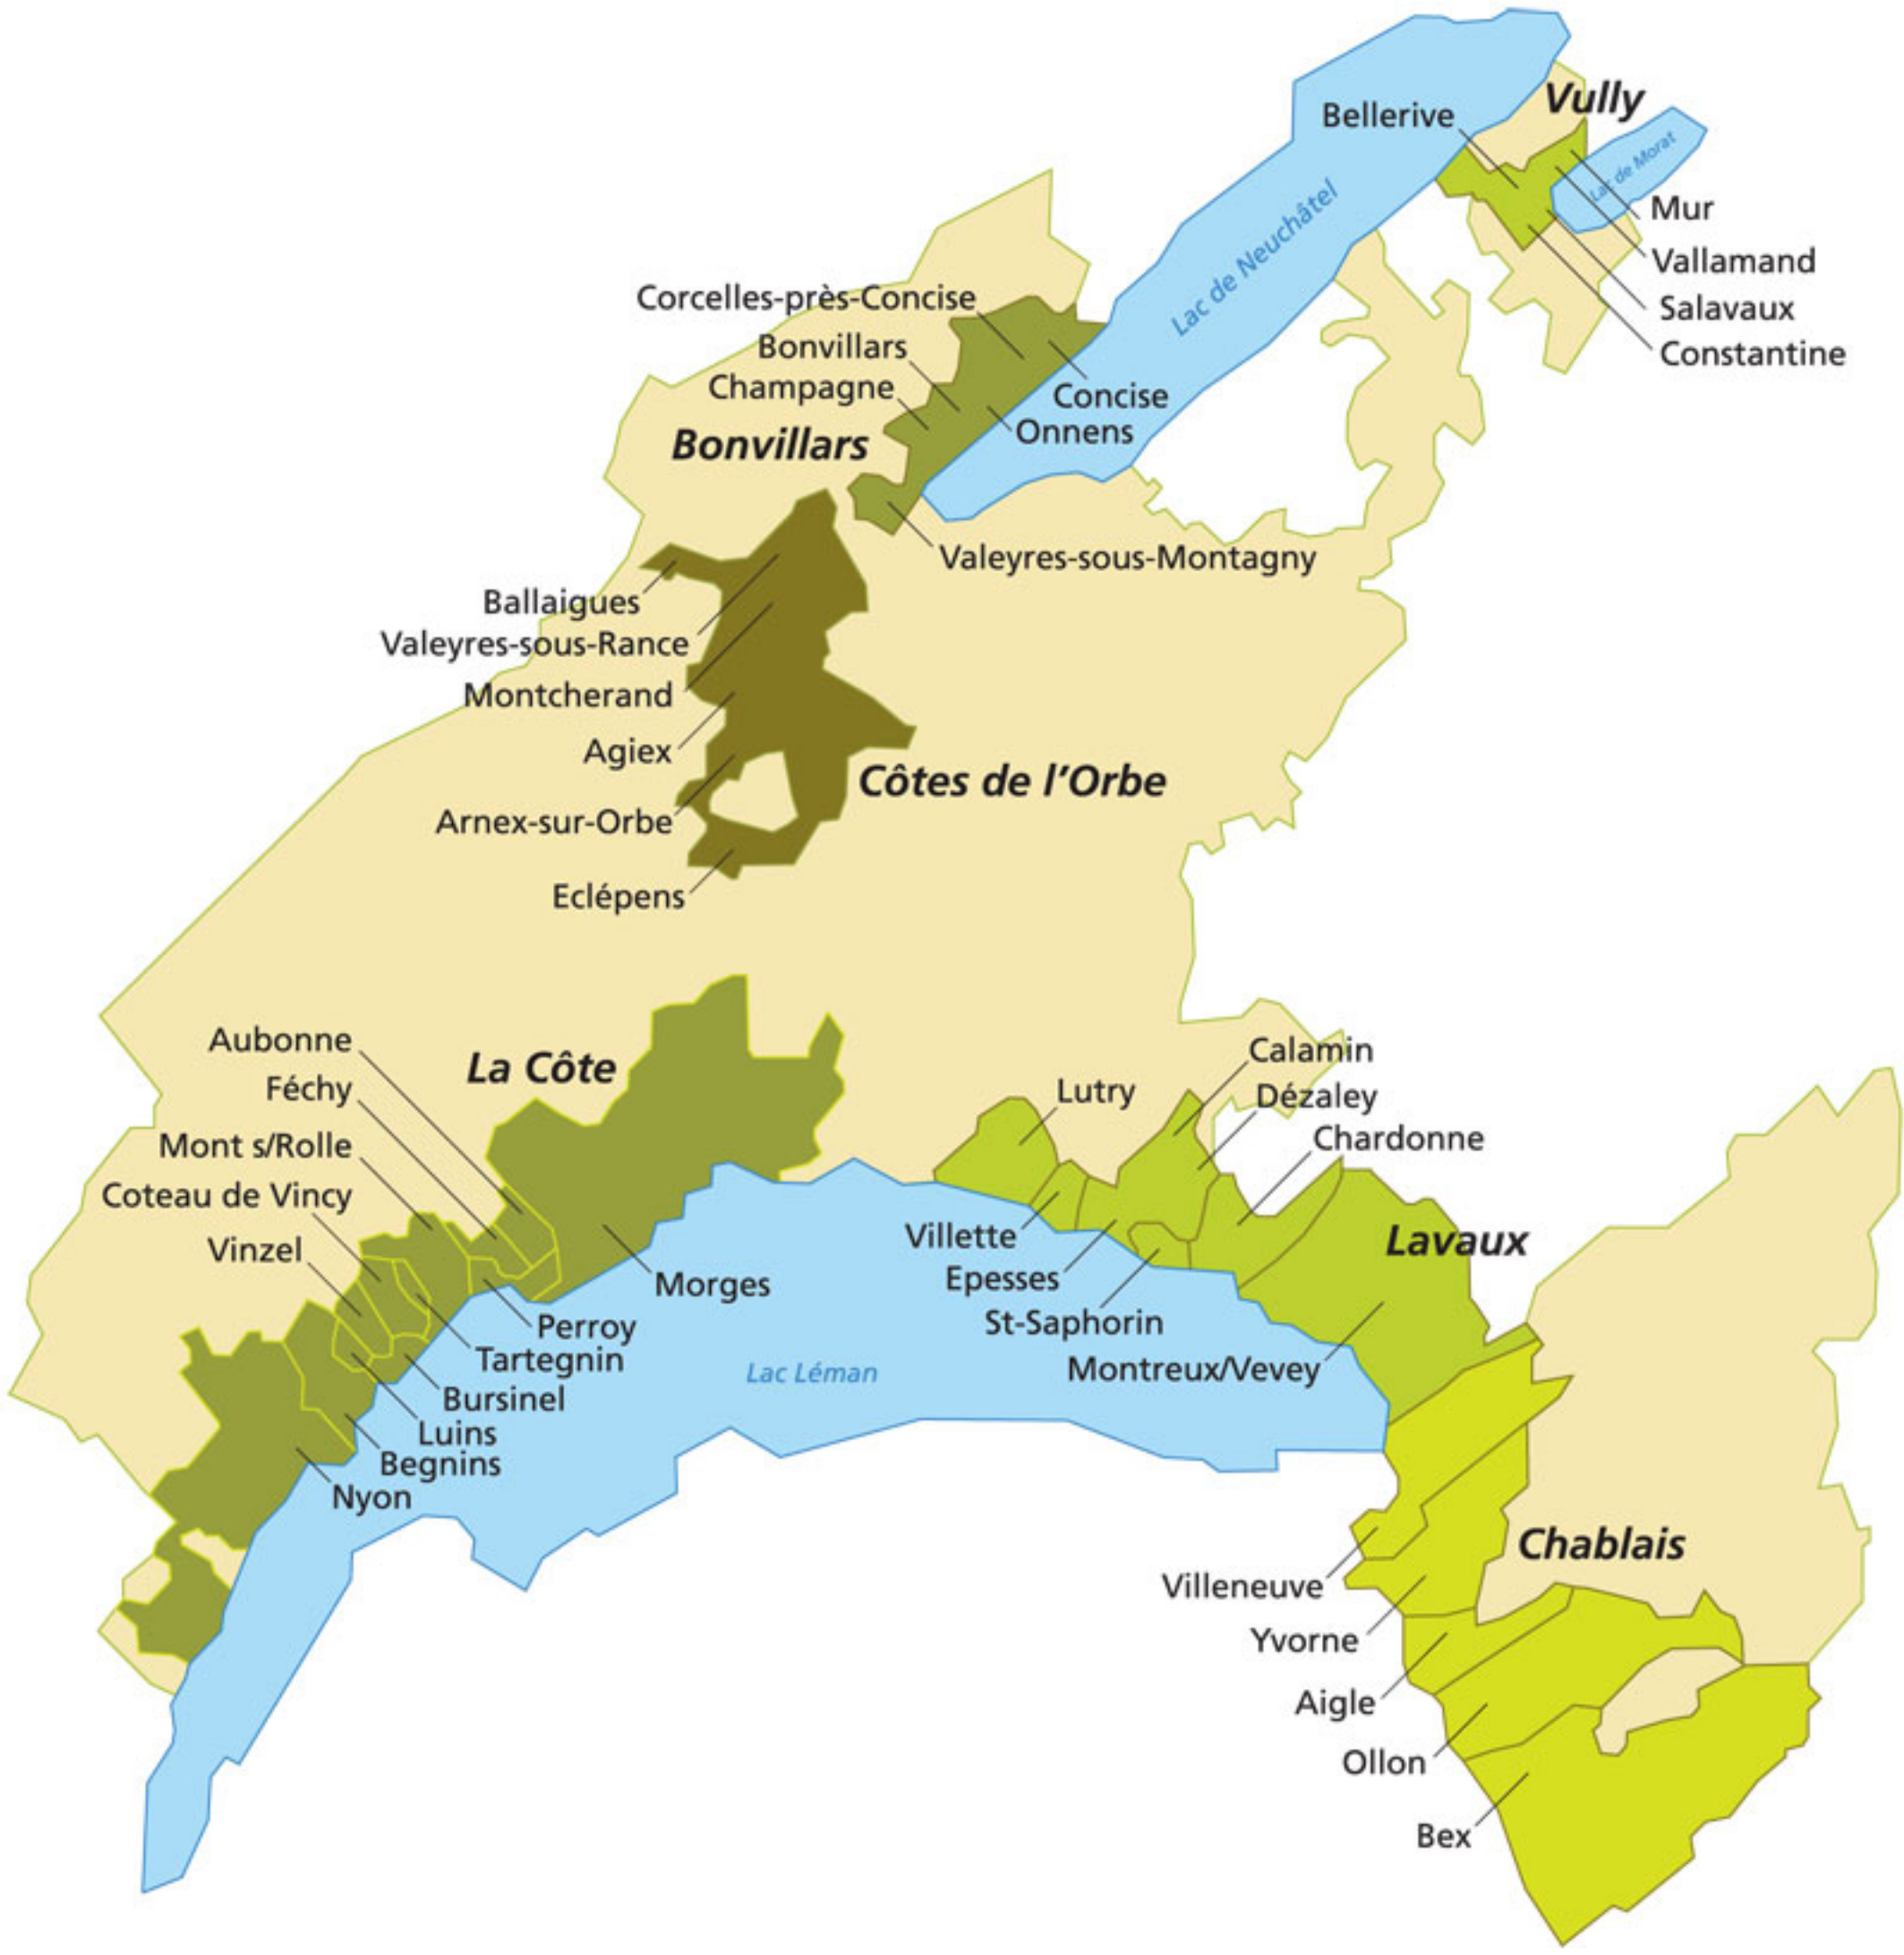 Vully
Bellerive
Lac de Morat
Mur
Lac de Neuchâtel
Vallamand
Salavaux
Constantine
Corcelles-près-Concise
Bonvillars
Champagne
Concise
Onnens
Bonvillars
Valeyres-sous-Montagny
Ballaigues
Valeyres-sous-Rance
Montcherand
Agiex
Côtes de l'Orbe
Arnex-sur-Orbe
Eclépens
Aubonne
La Côte
Féchy
Mont s/Rolle
Coteau de Vincy
Vinzel
Calamin
Lutry
Dézaley
Chardonne
Villette
Lavaux
Epesses
Morges
St-Saphorin
Perroy
Tartegnin
Lac Léman
Montreux/Vevey
Bursinel
Luins
Begnins
Nyon
Chablais
Villeneuve
Yvorne
Aigle
Ollon
Bex